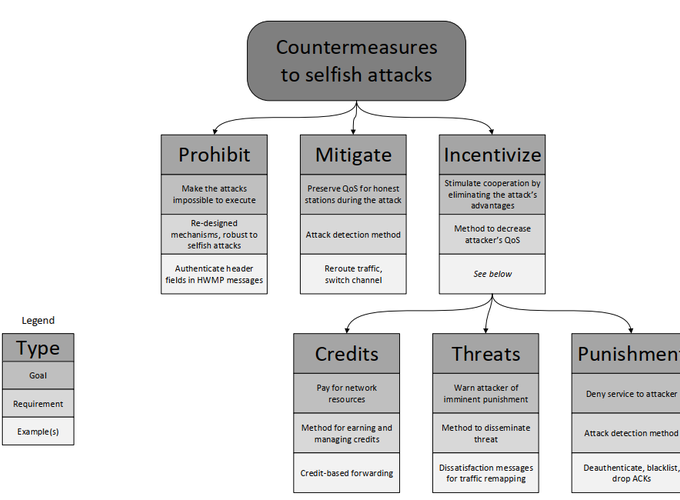 Countermeasures
to selfish attacks
Prohibit
Make the attacks
impossible to execute
Re-designed
mechanisms, robust to
selfish attacks
Authenticate header
fields in HWMP messages
Mitigate
Preserve QoS for honest
stations during the attack
Attack detection method
Reroute traffic,
switch channel
Incentivize
Stimulate cooperation by
eliminating the attack's
advantages
Method to decrease
attacker's QoS
See below
Legend
Type
Goal
Requirement
Example(s)
Credits
Pay for network
resources
Method for earning and
managing credits
Credit-based forwarding
Threats
Warn attacker of
imminent punishment
Method to disseminate
threat
Dissatisfaction messages
for traffic remapping
Punishment
Deny service to attacker
Attack detection method
Deauthenticate, blacklist,
drop ACKs